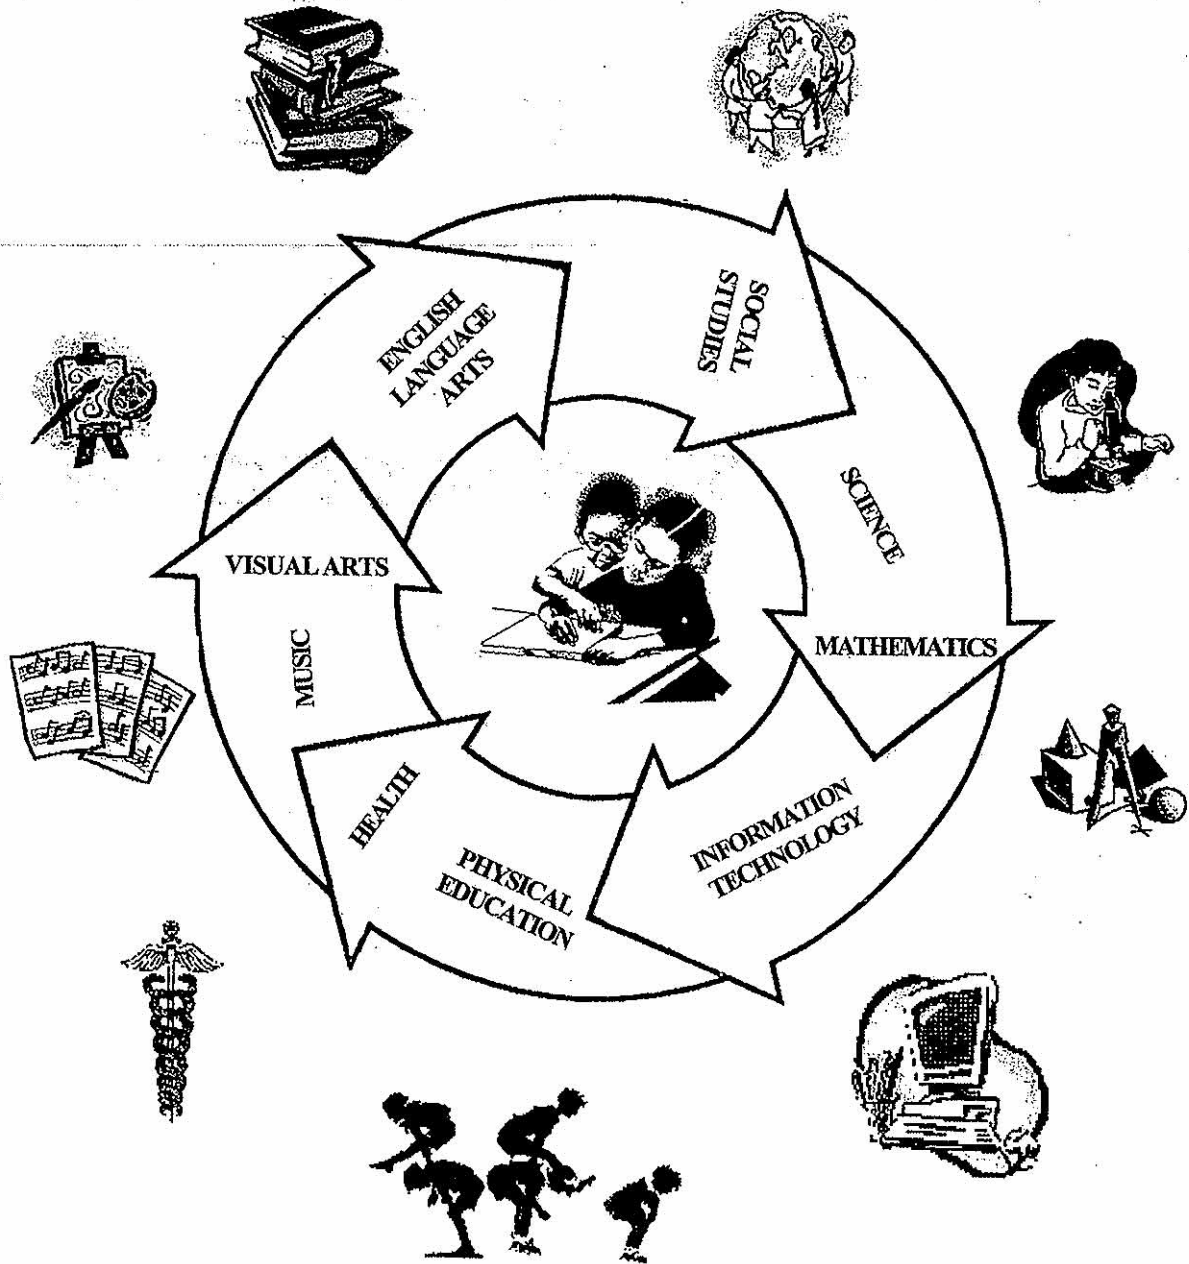 ENGLISH
LANGUAGE
ARTS
SOCIAL
STUDIES
SCIENCE
MATHEMATICS
INFORMATION
TECHNOLOGY
PHYSICAL
EDUCATION
HEALTH
MUSIC
VISUAL ARTS